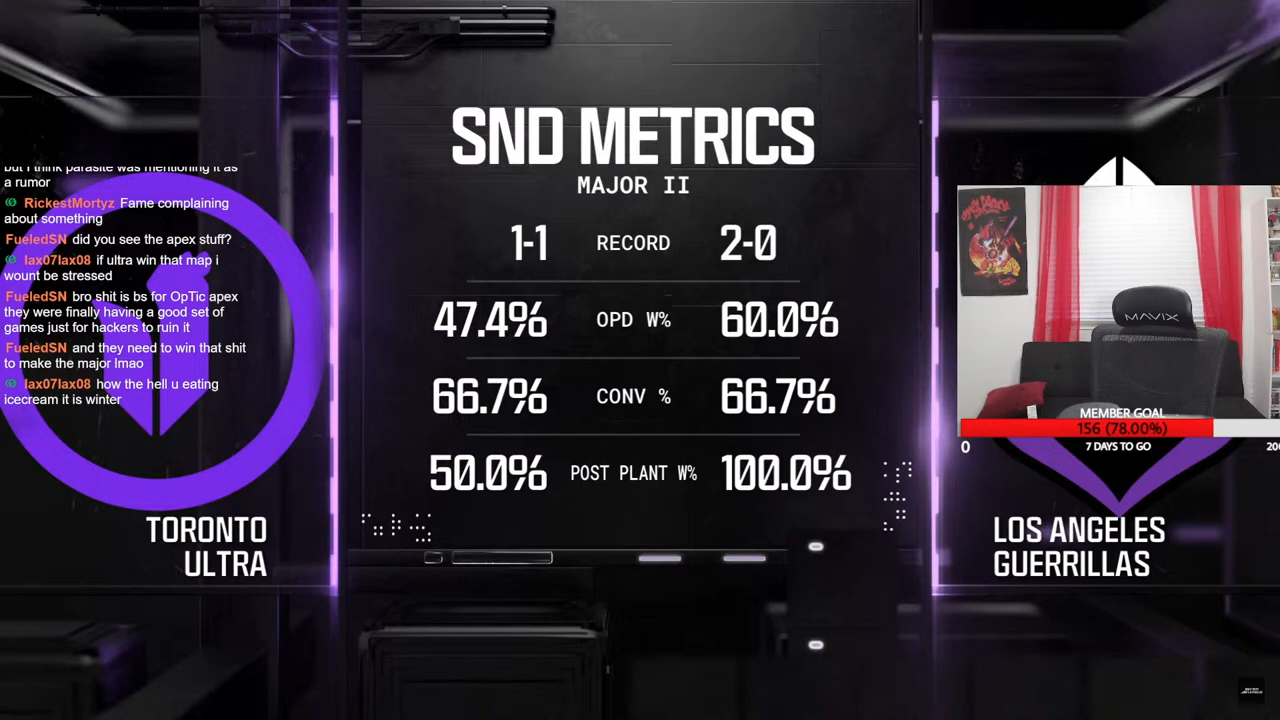 SND METRICS
MAJOR II
1-1 RECORD 2-0
47.4% OPD W% 60.0%
66.7% CONV % 66.7%
50.0% POST PLANT W% 100.0%
TORONTO
ULTRA
LOS ANGELES
GUERRILLAS
but I think parasite was mentioning it as
a rumor
RickestMortyz Fame complaining
about something
FueledSN did you see the apex stuff?
lax07lax08 if ultra win that map i
wount be stressed
FueledSN bro shit is bs for OpTic apex
they were finally having a good set of
games just for hackers to ruin it
FueledSN and they need to win that shit
to make the major lmao
lax07lax08 how the hell u eating
icecream it is winter
MAVIX
MEMBER GOAL
156 (78.00%)
0 7 DAYS TO GO 20